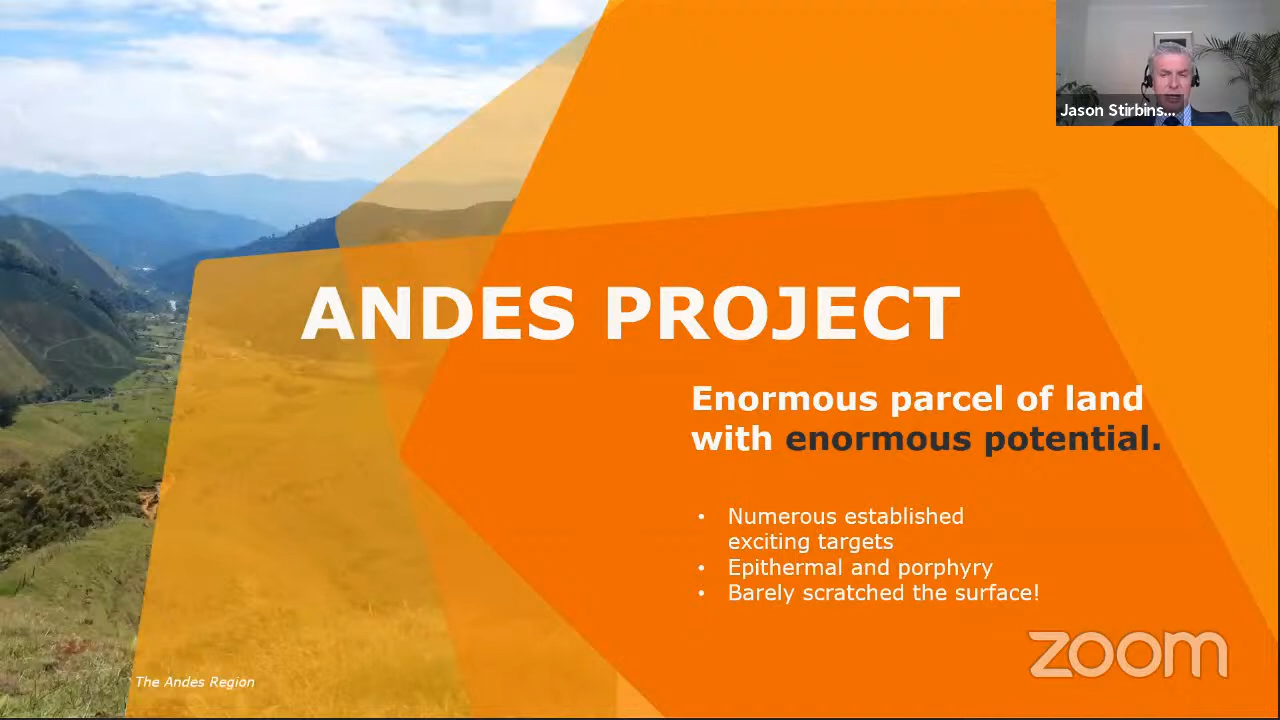 Jason Stirbins...
ANDES PROJECT
Enormous parcel of land
with enormous potential.
• Numerous established
exciting targets
• Epithermal and porphyry
• Barely scratched the surface!
zoom
The Andes Region